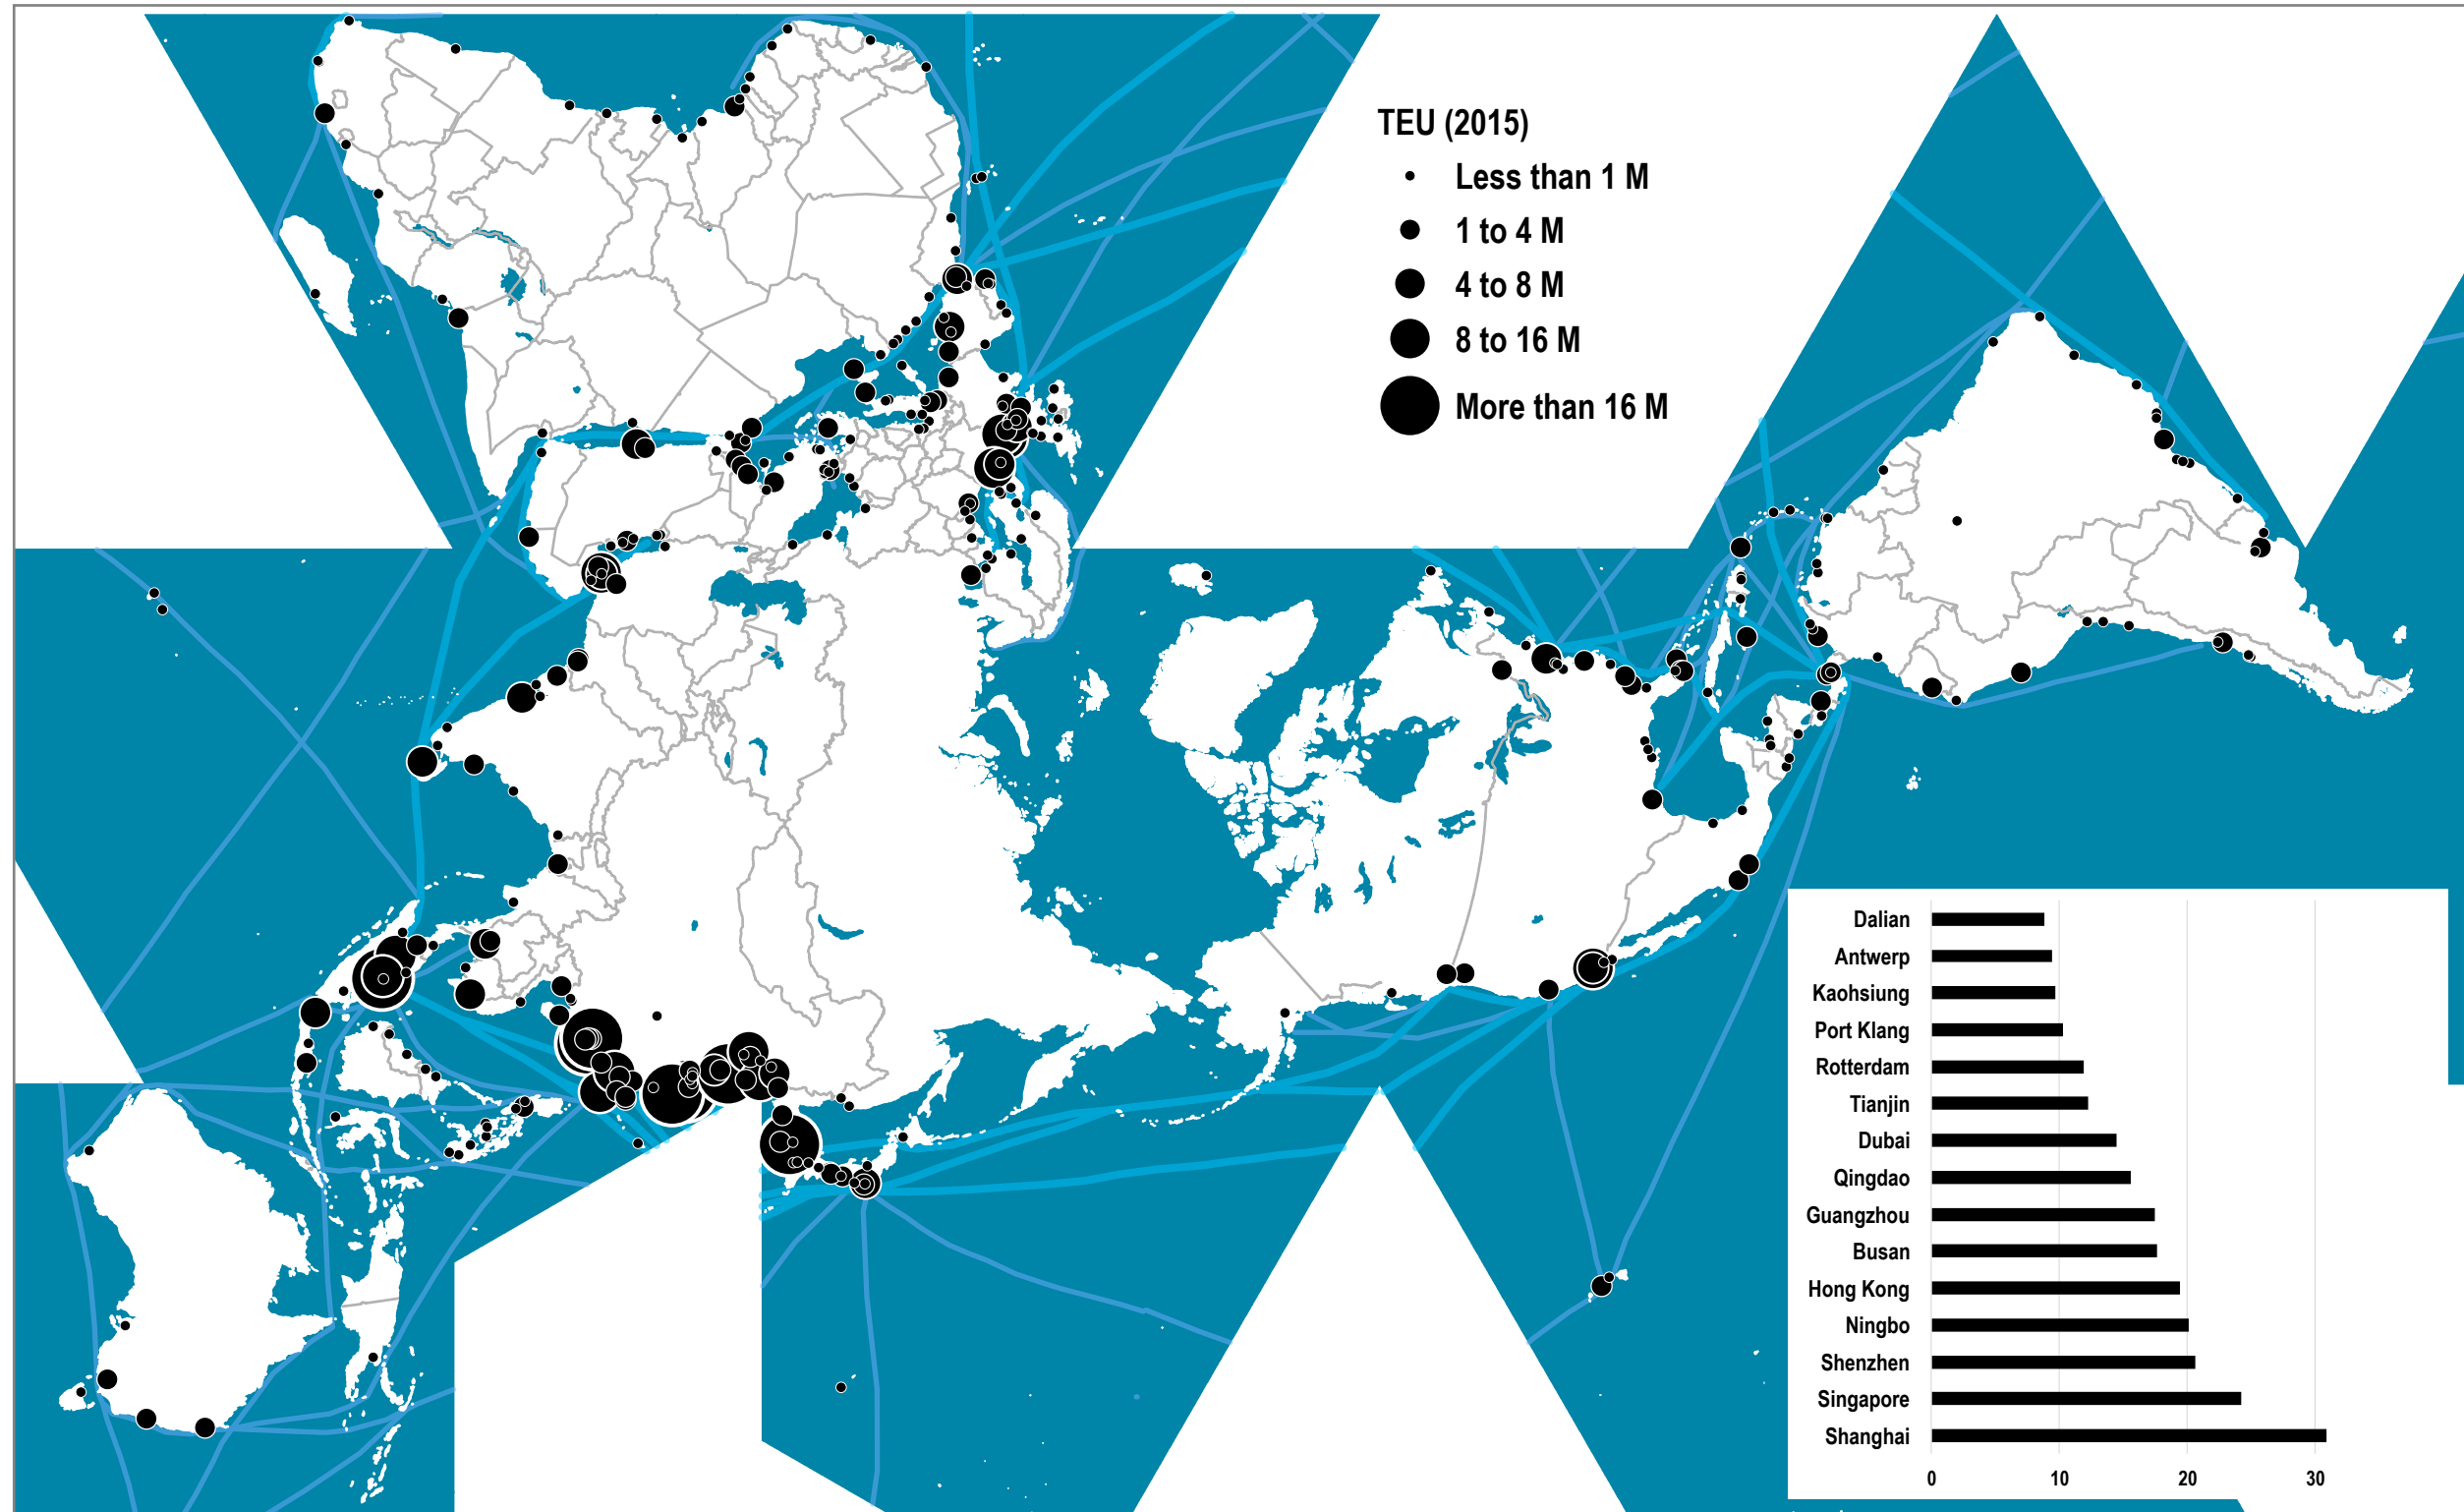 TEU (2015)
Less than 1 M
1 to 4 M
4 to 8 M
8 to 16 M
More than 16 M
Dalian
Antwerp
Kaohsiung
Port Klang
Rotterdam
Tianjin
Dubai
Qingdao
Guangzhou
Busan
Hong Kong
Ningbo
Shenzhen
Singapore
Shanghai
0 10 20 30